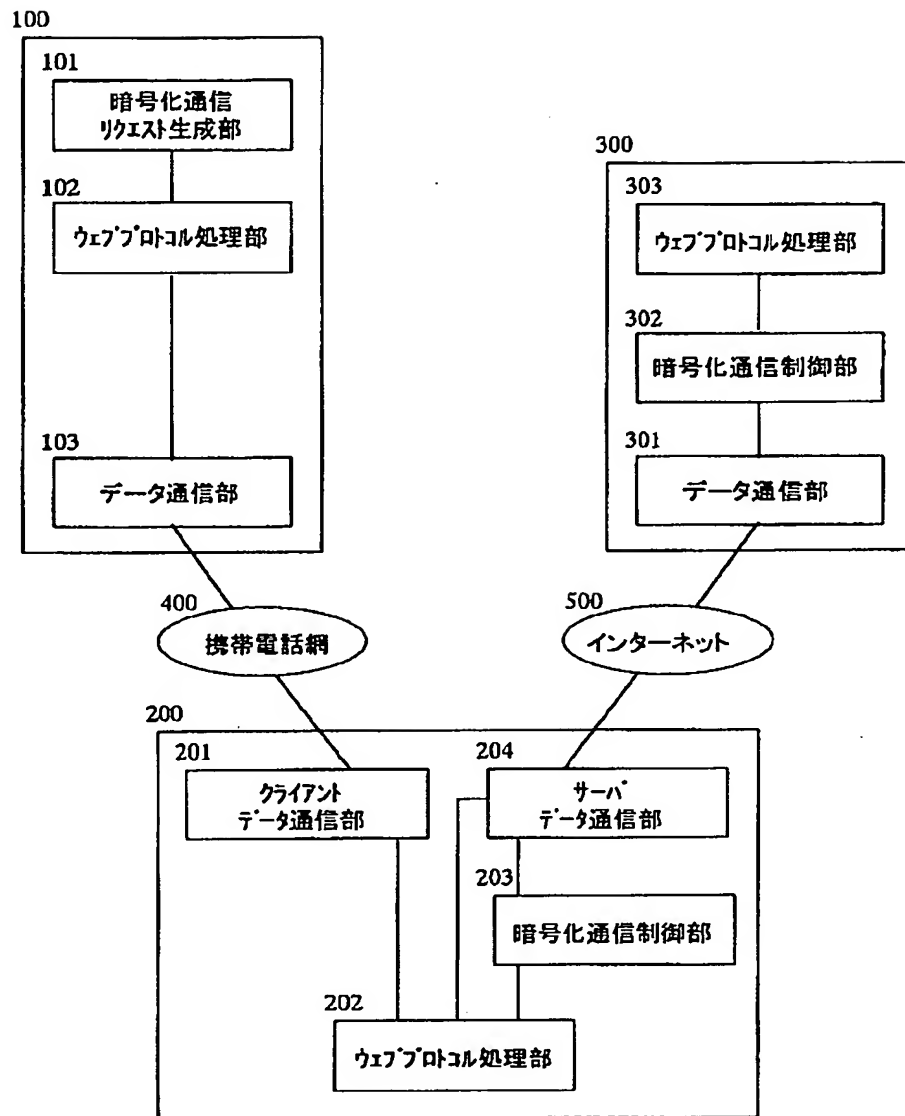 100
101
暗号化通信
リクエスト生成部
102
ウェブプロトコル処理部
103
データ通信部
300
303
ウェブプロトコル処理部
302
暗号化通信制御部
301
データ通信部
400
携帯電話網
500
インターネット
200
201
クライアント
データ通信部
204
サーバ
データ通信部
203
暗号化通信制御部
202
ウェブプロトコル処理部